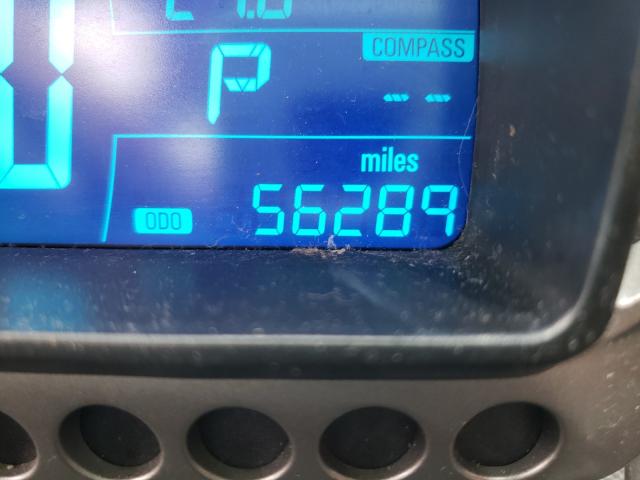 COMPASS
P
-- --
miles
ODO 56289